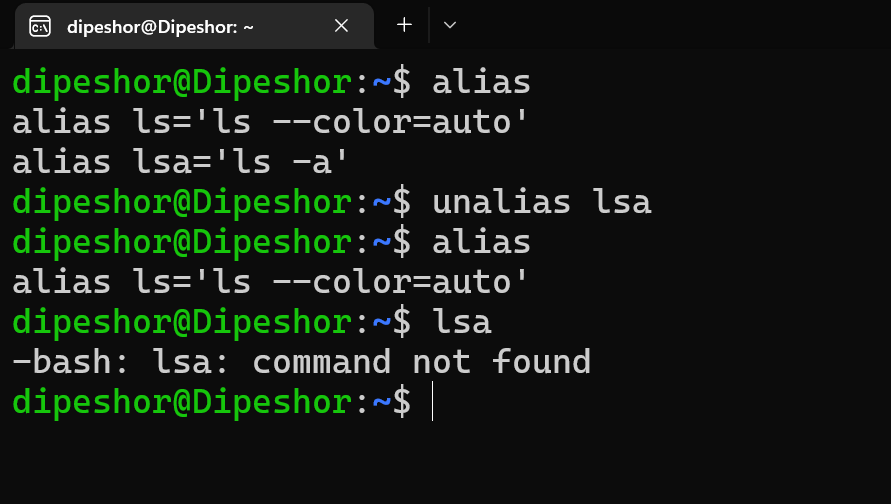 dipeshor@Dipeshor: ~
dipeshor@Dipeshor:~$ alias
alias ls='ls --color=auto'
alias lsa='ls -a'
dipeshor@Dipeshor:~$ unalias lsa
dipeshor@Dipeshor:~$ alias
alias ls='ls --color=auto'
dipeshor@Dipeshor:~$ lsa
-bash: lsa: command not found
dipeshor@Dipeshor:~$